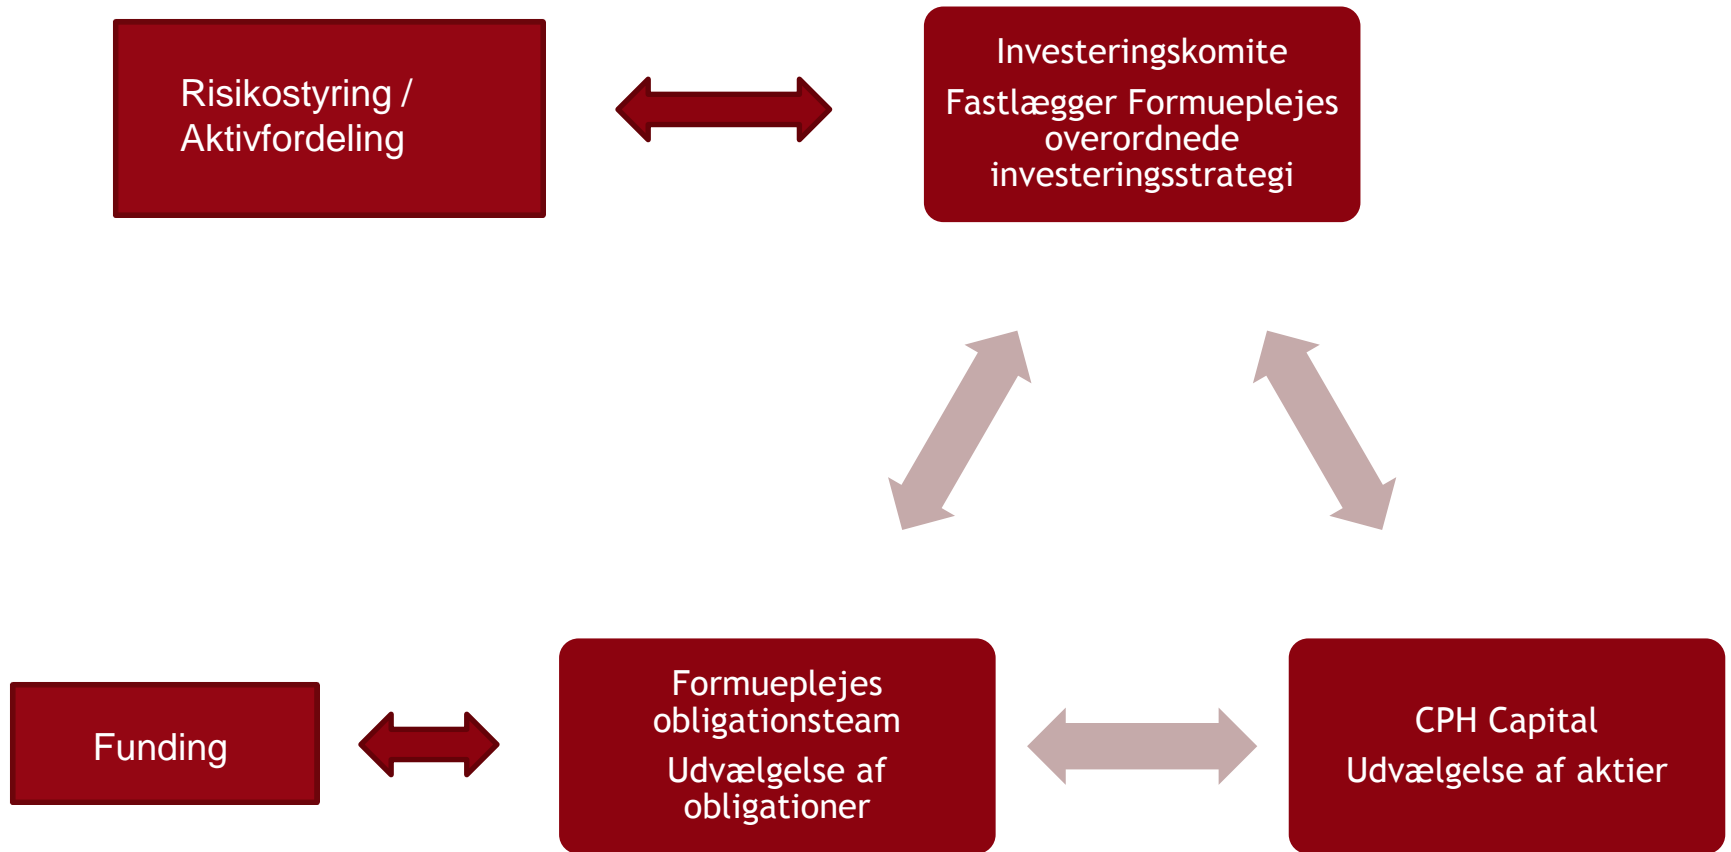 Risikostyring /
Aktivfordeling
Investeringskomite
Fastlægger Formueplejes
overordnede
investeringsstrategi
Funding
Formueplejes
obligationsteam
Udvælgelse af
obligationer
CPH Capital
Udvælgelse af aktier